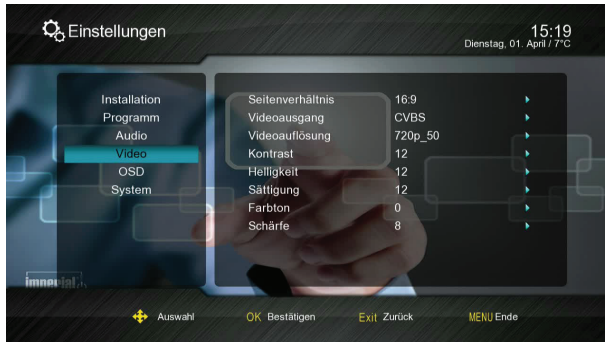 Einstellungen
15:19
Dienstag, 01. April / 7°C
Installation
Programm
Audio
Video
OSD
System
Seitenverhältnis 16:9
Videoausgang CVBS
Videoauflösung 720p_50
Kontrast 12
Helligkeit 12
Sättigung 12
Farbton 0
Schärfe 8
imperial
Auswahl OK Bestätigen Exit Zurück MENU Ende